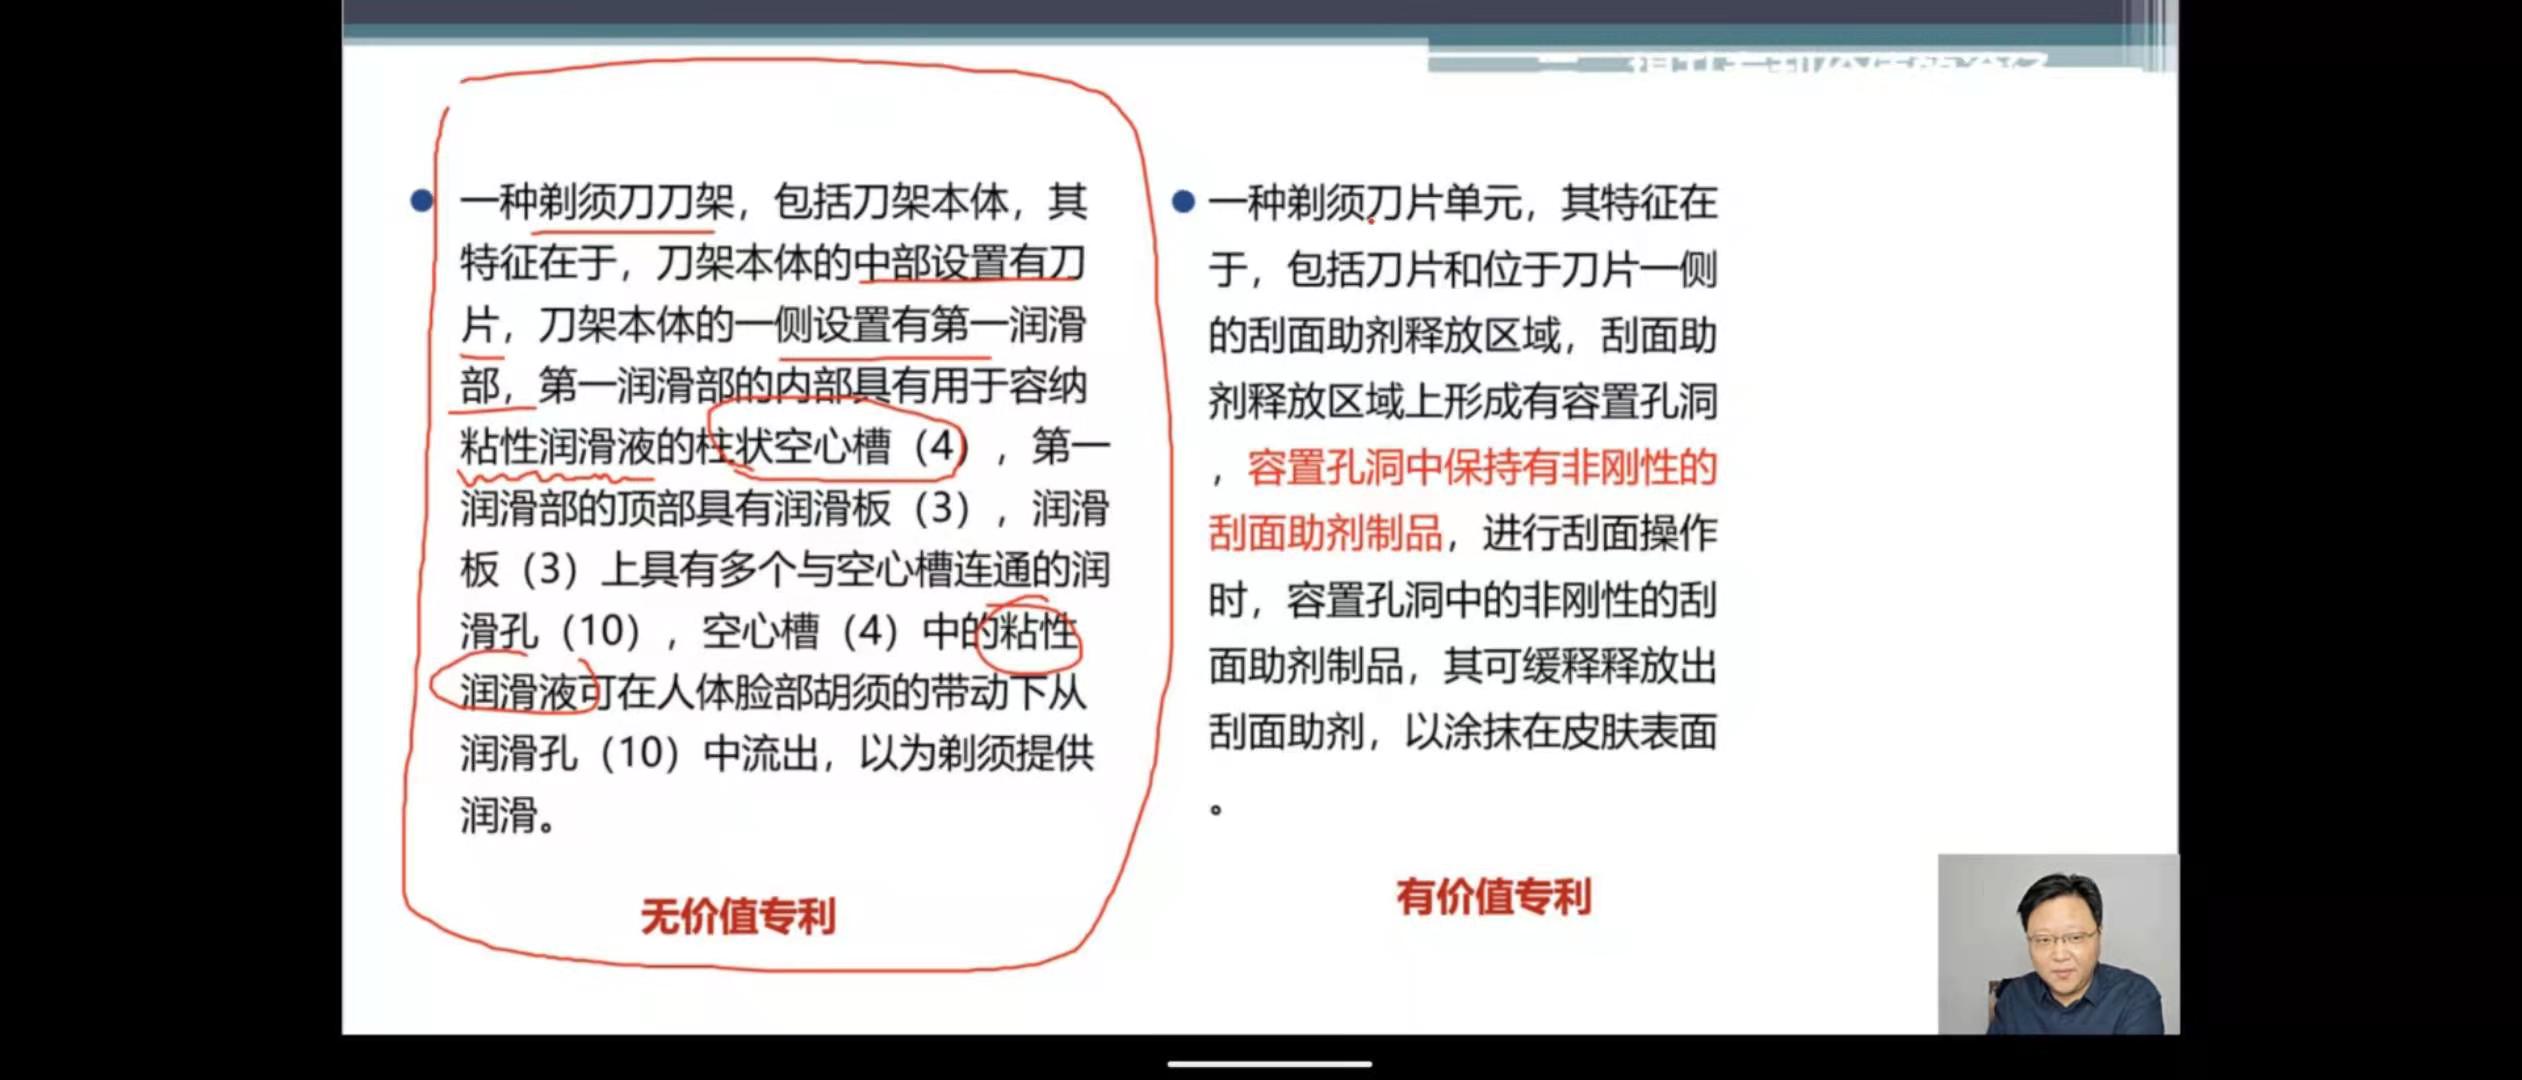 一种剃须刀刀架，包括刀架本体，其
特征在于，刀架本体的中部设置有刀
片，刀架本体的一侧设置有第一润滑
部，第一润滑部的内部具有用于容纳
粘性润滑液的柱状空心槽（4），第一
润滑部的顶部具有润滑板（3），润滑
板（3）上具有多个与空心槽连通的润
滑孔（10），空心槽（4）中的粘性
润滑液可在人体脸部胡须的带动下从
润滑孔（10）中流出，以为剃须提供
润滑。
无价值专利
一种剃须刀片单元，其特征在
于，包括刀片和位于刀片一侧
的刮面助剂释放区域，刮面助
剂释放区域上形成有容置孔洞
，容置孔洞中保持有非刚性的
刮面助剂制品，进行刮面操作
时，容置孔洞中的非刚性的刮
面助剂制品，其可缓释释放出
刮面助剂，以涂抹在皮肤表面
。
有价值专利